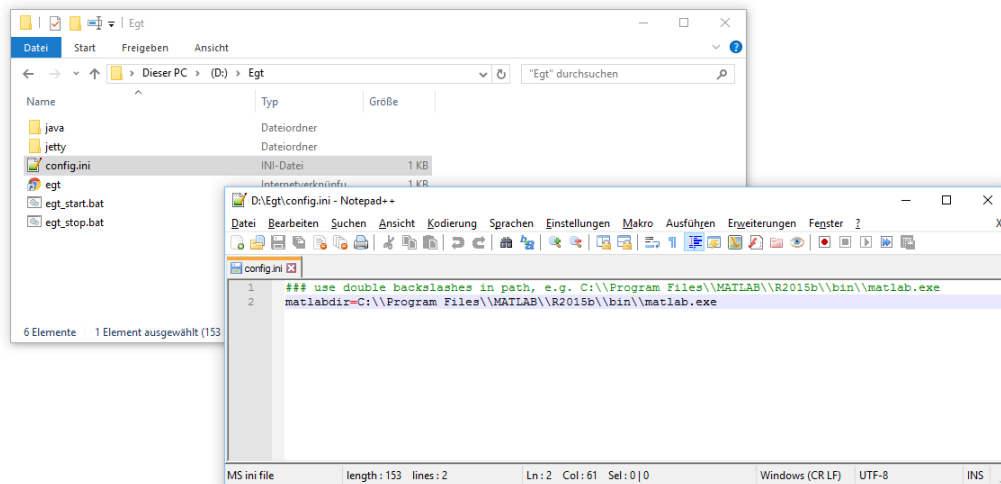 Egt
Datei Start Freigeben Ansicht
Dieser PC > (D:) > Egt
"Egt" durchsuchen
Name Typ Größe
java Dateiordner
jetty Dateiordner
config.ini INI-Datei 1 KB
egt Internetverknüpfu 1 KB
egt_start.bat
egt_stop.bat
6 Elemente 1 Element ausgewählt (153
D:\Egt\config.ini - Notepad++
Datei Bearbeiten Suchen Ansicht Kodierung Sprachen Einstellungen Makro Ausführen Erweiterungen Fenster ? X
config.ini
1 ### use double backslashes in path, e.g. C:\\Program Files\\MATLAB\\R2015b\\bin\\matlab.exe
2 matlabdir=C:\\Program Files\\MATLAB\\R2015b\\bin\\matlab.exe
MS ini file length : 153 lines : 2 Ln : 2 Col : 61 Sel : 0 | 0 Windows (CR LF) UTF-8 INS